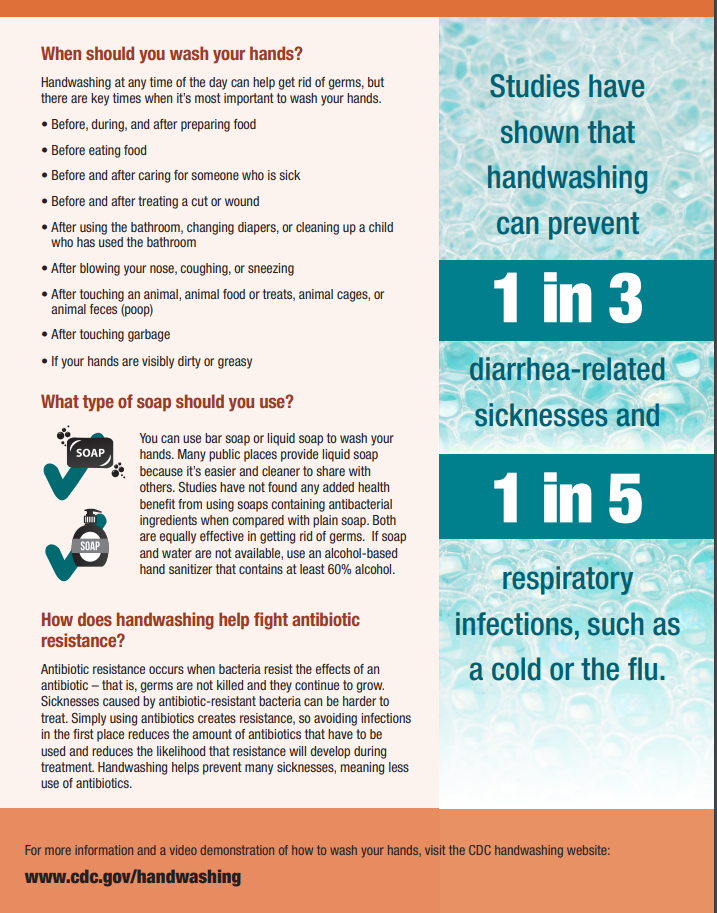 When should you wash your hands?
Handwashing at any time of the day can help get rid of germs, but
there are key times when it's most important to wash your hands.
• Before, during, and after preparing food
• Before eating food
• Before and after caring for someone who is sick
• Before and after treating a cut or wound
• After using the bathroom, changing diapers, or cleaning up a child
who has used the bathroom
• After blowing your nose, coughing, or sneezing
• After touching an animal, animal food or treats, animal cages, or
animal feces (poop)
• After touching garbage
• If your hands are visibly dirty or greasy
What type of soap should you use?
SOAP
SOAP
You can use bar soap or liquid soap to wash your
hands. Many public places provide liquid soap
because it's easier and cleaner to share with
others. Studies have not found any added health
benefit from using soaps containing antibacterial
ingredients when compared with plain soap. Both
are equally effective in getting rid of germs.  If soap
and water are not available, use an alcohol-based
hand sanitizer that contains at least 60% alcohol.
How does handwashing help fight antibiotic
resistance?
Antibiotic resistance occurs when bacteria resist the effects of an
antibiotic – that is, germs are not killed and they continue to grow.
Sicknesses caused by antibiotic-resistant bacteria can be harder to
treat. Simply using antibiotics creates resistance, so avoiding infections
in the first place reduces the amount of antibiotics that have to be
used and reduces the likelihood that resistance will develop during
treatment. Handwashing helps prevent many sicknesses, meaning less
use of antibiotics.
Studies have
shown that
handwashing
can prevent
1 in 3
diarrhea-related
sicknesses and
1 in 5
respiratory
infections, such as
a cold or the flu.
For more information and a video demonstration of how to wash your hands, visit the CDC handwashing website:
www.cdc.gov/handwashing